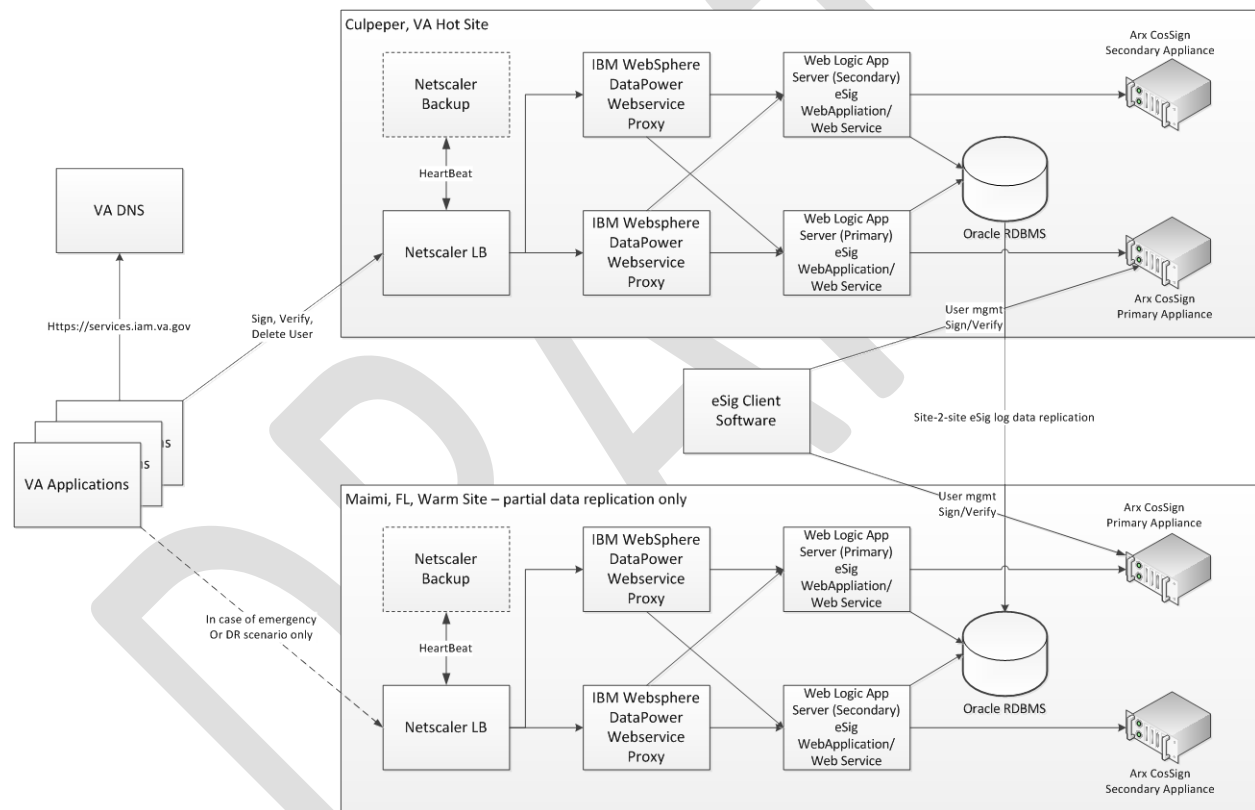 Culpeper, VA Hot Site
Arx CosSign
Secondary Appliance
Netscaler
Backup
IBM WebSphere
DataPower
Webservice
Proxy
Web Logic App
Server (Secondary)
eSig
WebAppliation/
Web Service
HeartBeat
VA DNS
Netscaler LB
IBM Websphere
DataPower
Webservice
Proxy
Web Logic App
Server (Primary)
eSig
WebApplication/
Web Service
Oracle RDBMS
Arx CosSign
Primary Appliance
Https://services.iam.va.gov
Sign, Verify,
Delete User
User mgmt
Sign/Verify
eSig Client
Software
Site-2-site eSig log data replication
ns
ns
VA Applications
Maimi, FL, Warm Site – partial data replication only
User mgmt
Sign/Verify
Arx CosSign
Primary Appliance
Netscaler
Backup
IBM WebSphere
DataPower
Webservice
Proxy
Web Logic App
Server (Primary)
eSig
WebAppliation/
Web Service
In case of emergency
Or DR scenario only
HeartBeat
Netscaler LB
IBM Websphere
DataPower
Webservice
Proxy
Web Logic App
Server (Secondary)
eSig
WebApplication/
Web Service
Oracle RDBMS
Arx CosSign
Secondary Appliance
DRAFT